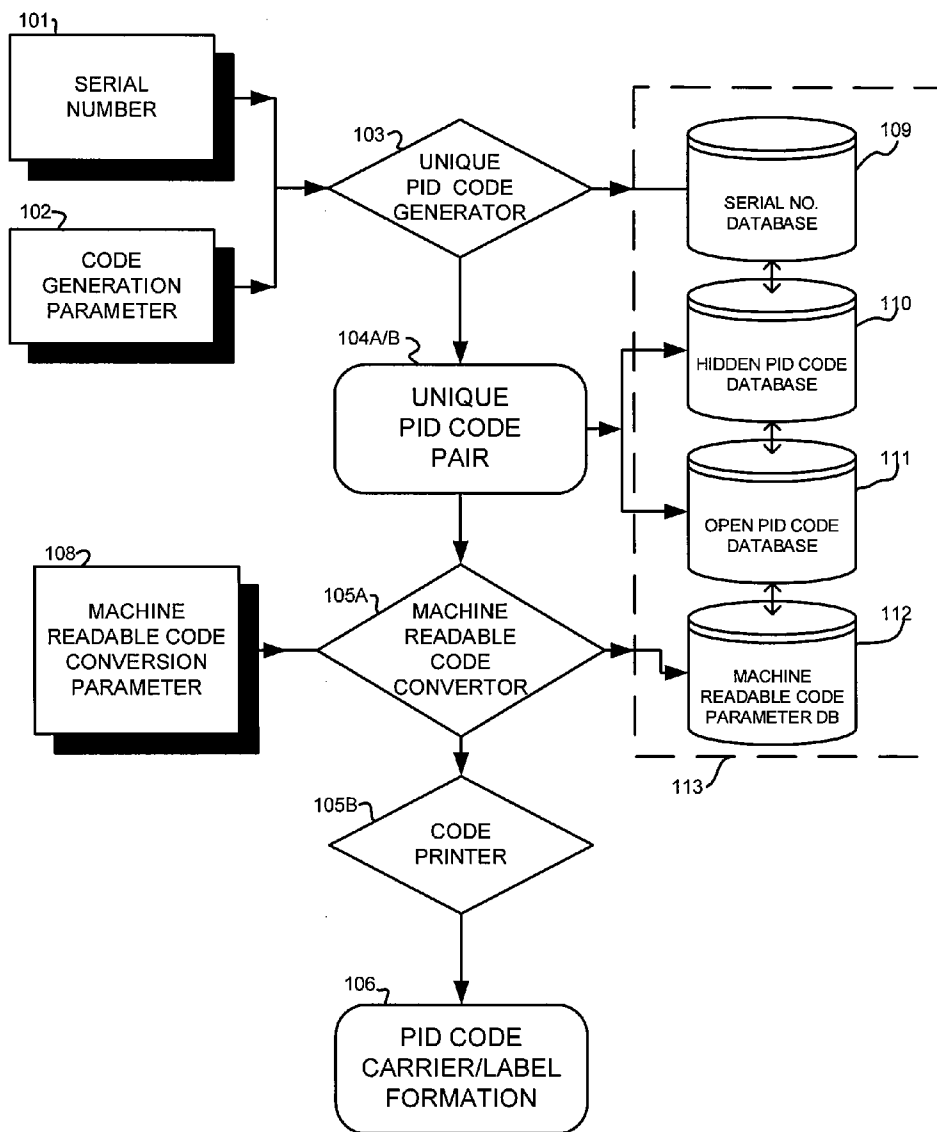 101
SERIAL
NUMBER
102
CODE
GENERATION
PARAMETER
103
UNIQUE
PID CODE
GENERATOR
109
SERIAL NO.
DATABASE
110
HIDDEN PID CODE
DATABASE
104A/B
UNIQUE
PID CODE
PAIR
111
OPEN PID CODE
DATABASE
108
MACHINE
READABLE CODE
CONVERSION
PARAMETER
105A
MACHINE
READABLE
CODE
CONVERTOR
112
MACHINE
READABLE CODE
PARAMETER DB
113
105B
CODE
PRINTER
106
PID CODE
CARRIER/LABEL
FORMATION